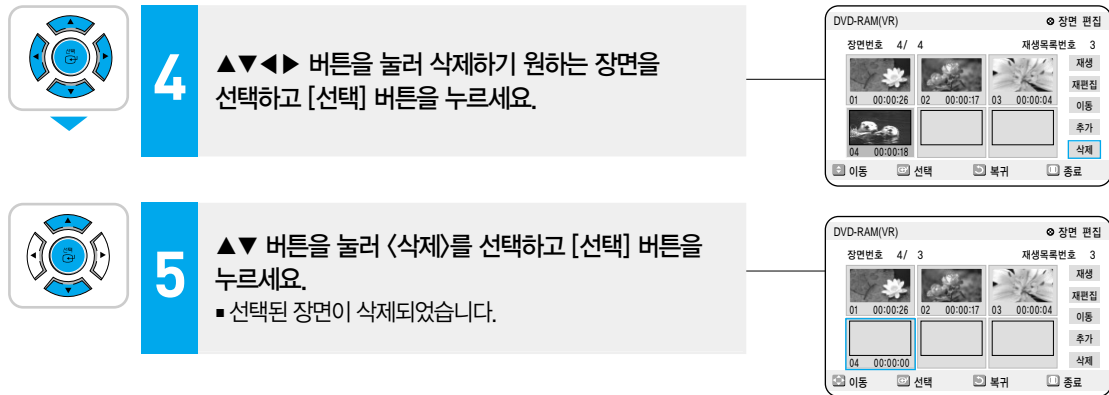 선택
4
▲▼◀▶ 버튼을 눌러 삭제하기 원하는 장면을
선택하고 [선택] 버튼을 누르세요.
DVD-RAM(VR) 장면 편집
장면번호 4/ 4 재생목록번호 3
재생
재편집
이동
추가
삭제
01 00:00:26 02 00:00:17 03 00:00:04
04 00:00:18
이동 선택 복귀 종료
선택
5
▲▼ 버튼을 눌러 〈삭제〉를 선택하고 [선택] 버튼을
누르세요.
■ 선택된 장면이 삭제되었습니다.
DVD-RAM(VR) 장면 편집
장면번호 4/ 3 재생목록번호 3
재생
재편집
이동
추가
삭제
01 00:00:26 02 00:00:17 03 00:00:04
04 00:00:00
이동 선택 복귀 종료